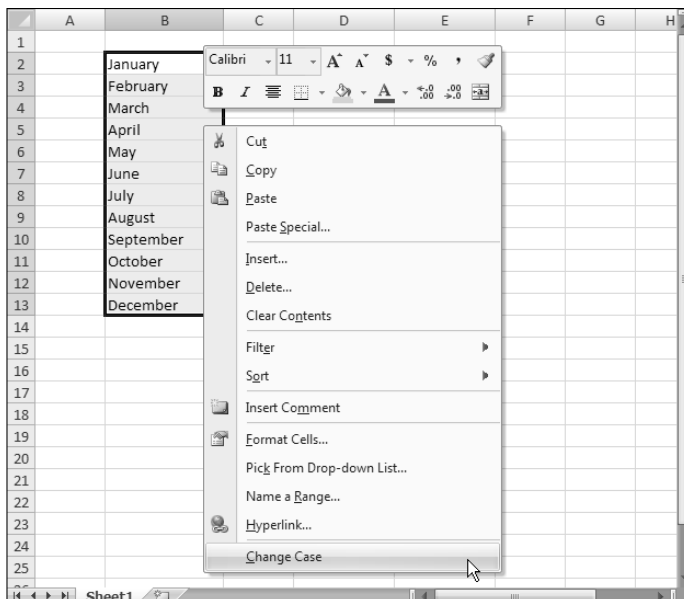 A B C D E F G H
1
2 January
3 February
4 March
5 April
6 May
7 June
8 July
9 August
10 September
11 October
12 November
13 December
14
15
16
17
18
19
20
21
22
23
24
25
Calibri 11 A A $ % ,
B I A .00 .00 a
Cut
Copy
Paste
Paste Special...
Insert...
Delete...
Clear Contents
Filter
Sort
Insert Comment
Format Cells...
Pick From Drop-down List...
Name a Range...
Hyperlink...
Change Case
Sheet1